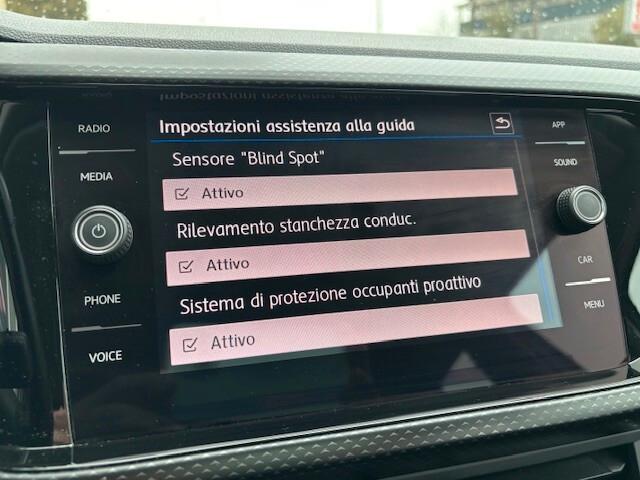 RADIO
MEDIA
PHONE
VOICE
Impostazioni assistenza alla guida
Sensore "Blind Spot"
Attivo
Rilevamento stanchezza conduc.
Attivo
Sistema di protezione occupanti proattivo
Attivo
APP
SOUND
CAR
MENU